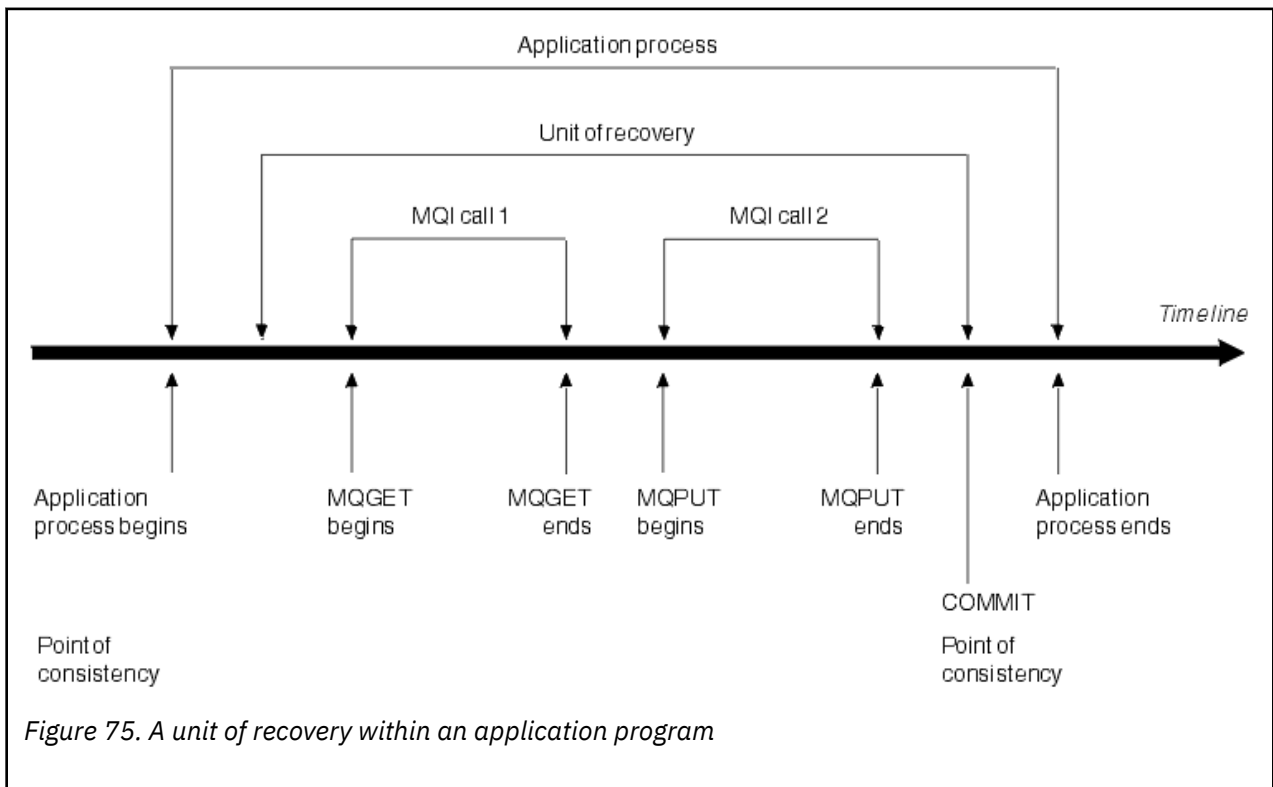 Application process
Unit of recovery
MQI call 1
MQI call 2
Timeline
Application
process begins
MQGET
begins
MQGET
ends
MQPUT
begins
MQPUT
ends
Application
process ends
COMMIT
Point of
consistency
Point of
consistency
Figure 75. A unit of recovery within an application program